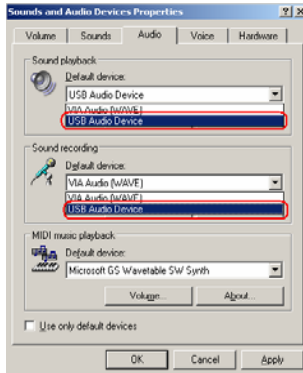 Sounds and Audio Devices Properties
Volume Sounds Audio Voice Hardware
Sound playback
Default device:
USB Audio Device
VIA Audio (WAVE)
USB Audio Device
Sound recording
Default device:
VIA Audio (WAVE)
VIA Audio (WAVE)
USB Audio Device
MIDI music playback
Default device:
Microsoft GS Wavetable SW Synth
Volume... About...
Use only default devices
OK Cancel Apply